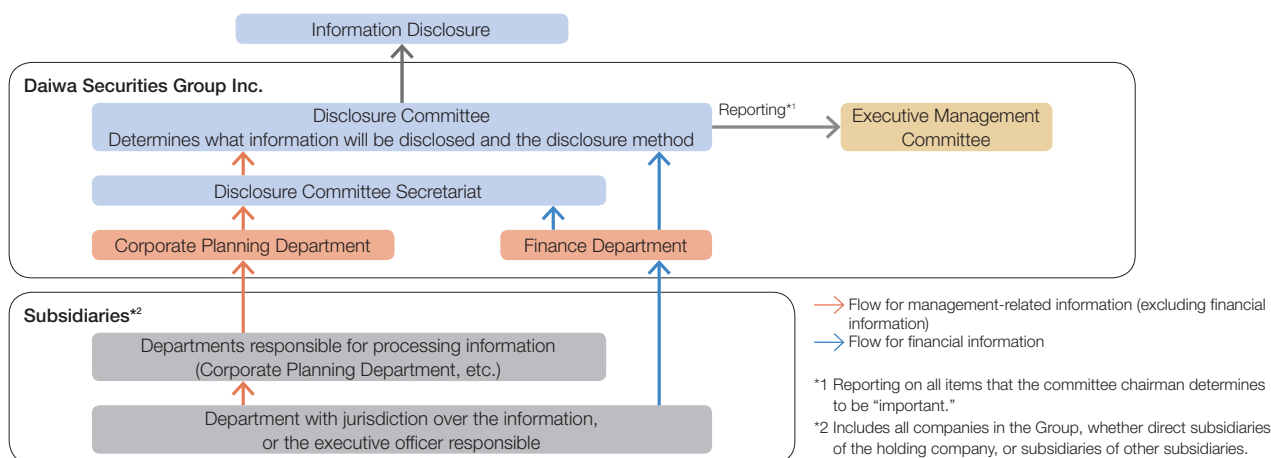 Information Disclosure
Daiwa Securities Group Inc.
Disclosure Committee
Determines what information will be disclosed and the disclosure method
Reporting*1
Executive Management
Committee
Disclosure Committee Secretariat
Corporate Planning Department
Finance Department
Subsidiaries*2
Departments responsible for processing information
(Corporate Planning Department, etc.)
Department with jurisdiction over the information,
or the executive officer responsible
Flow for management-related information (excluding financial
information)
Flow for financial information
*1 Reporting on all items that the committee chairman determines
to be “important.”
*2 Includes all companies in the Group, whether direct subsidiaries
of the holding company, or subsidiaries of other subsidiaries.